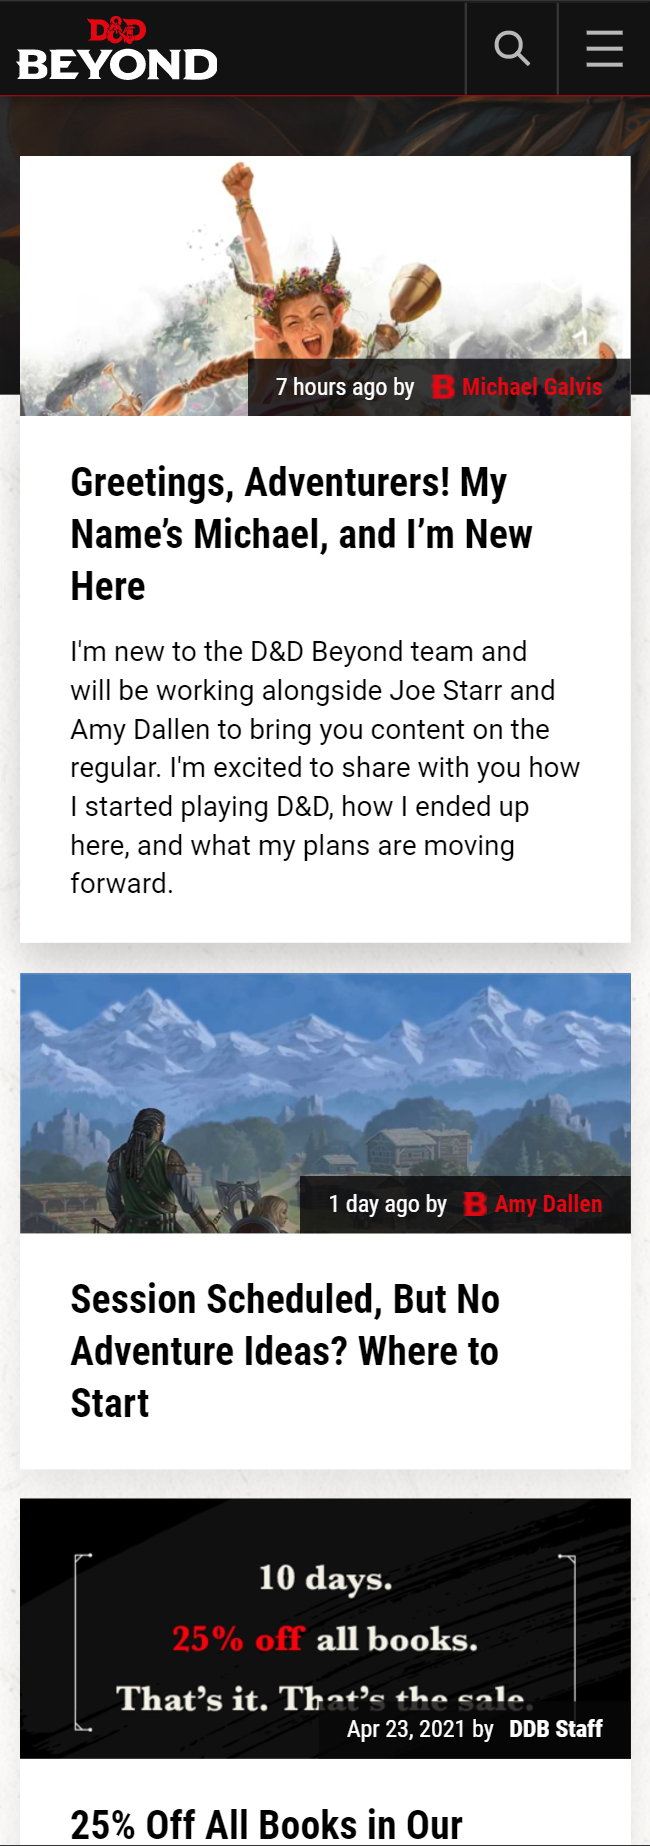 D&D
BEYOND
7 hours ago by B Michael Galvis
Greetings, Adventurers! My
Name’s Michael, and I’m New
Here
I'm new to the D&D Beyond team and
will be working alongside Joe Starr and
Amy Dallen to bring you content on the
regular. I'm excited to share with you how
I started playing D&D, how I ended up
here, and what my plans are moving
forward.
1 day ago by B Amy Dallen
Session Scheduled, But No
Adventure Ideas? Where to
Start
10 days.
25% off all books.
That’s it. That’s the sale.
Apr 23, 2021 by DDB Staff
25% Off All Books in Our